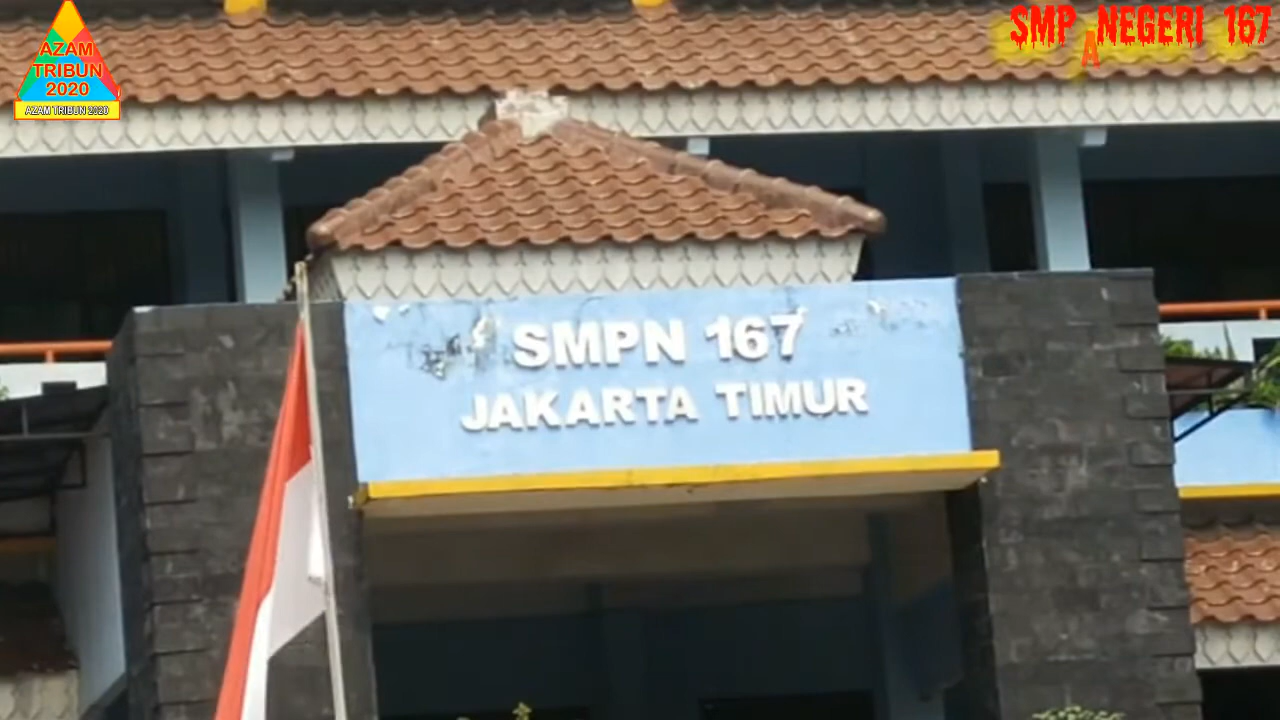 AZAM
TRIBUN
2020
AZAM TRIBUN 2020
SMP NEGERI 167
A
SMPN 167
JAKARTA TIMUR